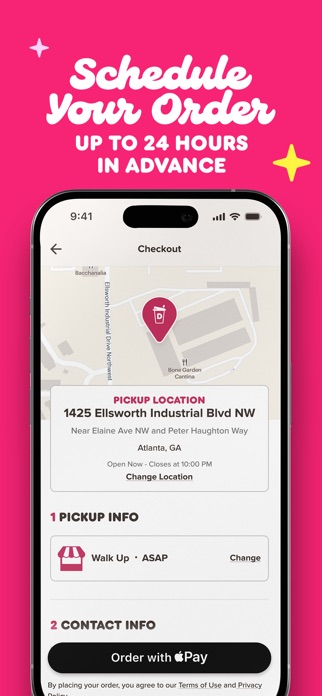 Schedule
Your Order
UP TO 24 HOURS
IN ADVANCE
9:41
Checkout
Bacchanalia
Ellsworth Industrial Drive Northwest
D
Bone Garden
Cantina
PICKUP LOCATION
1425 Ellsworth Industrial Blvd NW
Near Elaine Ave NW and Peter Haughton Way
Atlanta, GA
Open Now - Closes at 10:00 PM
Change Location
1 PICKUP INFO
Walk Up • ASAP
Change
2 CONTACT INFO
Order with Pay
By placing your order, you agree to our Terms of Use and Privacy
Policy